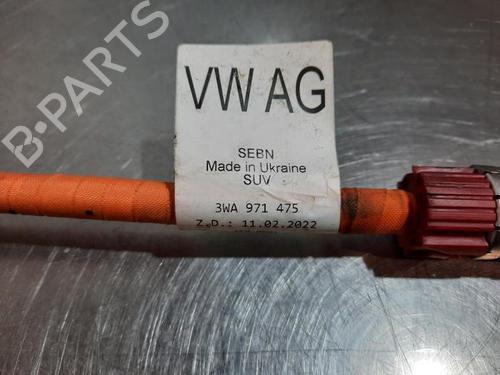 VW AG
SEBN
Made in Ukraine
SUV
3WA 971 475
Z.D.: 11.02.2022
B-PARTS